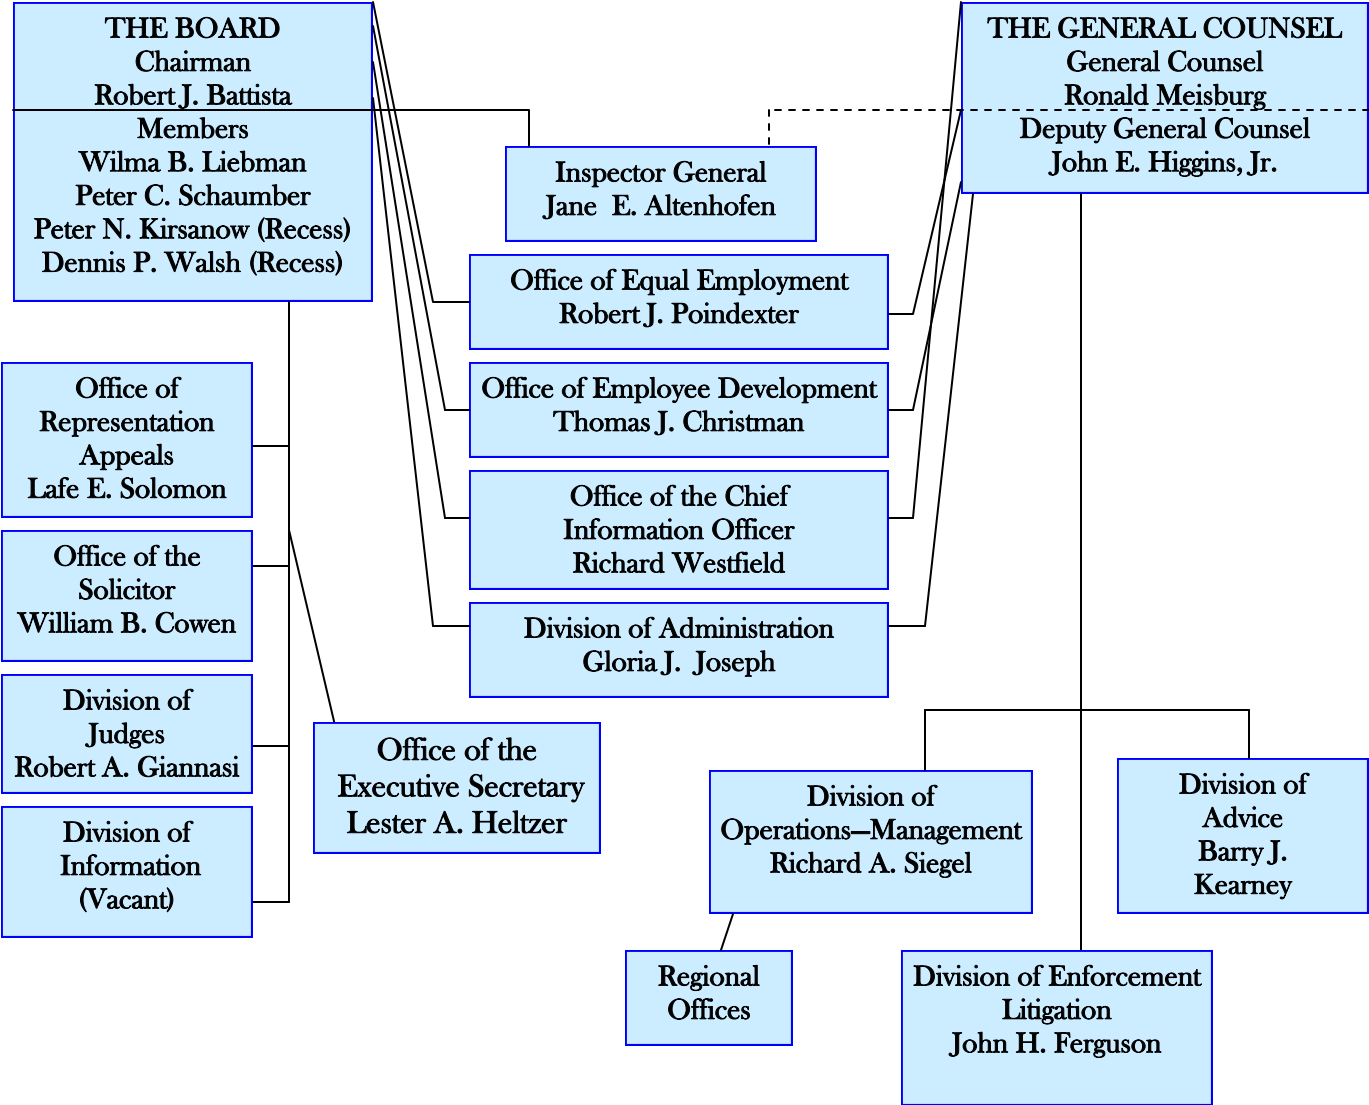 THE BOARD
Chairman
Robert J. Battista
Members
Wilma B. Liebman
Peter C. Schaumber
Peter N. Kirsanow (Recess)
Dennis P. Walsh (Recess)
THE GENERAL COUNSEL
General Counsel
Ronald Meisburg
Deputy General Counsel
John E. Higgins, Jr.
Inspector General
Jane E. Altenhofen
Office of Equal Employment
Robert J. Poindexter
Office of Employee Development
Thomas J. Christman
Office of the Chief
Information Officer
Richard Westfield
Division of Administration
Gloria J. Joseph
Office of
Representation
Appeals
Lafe E. Solomon
Office of the
Solicitor
William B. Cowen
Division of
Judges
Robert A. Giannasi
Division of
Information
(Vacant)
Office of the
Executive Secretary
Lester A. Heltzer
Division of
Operations—Management
Richard A. Siegel
Division of
Advice
Barry J.
Kearney
Regional
Offices
Division of Enforcement
Litigation
John H. Ferguson